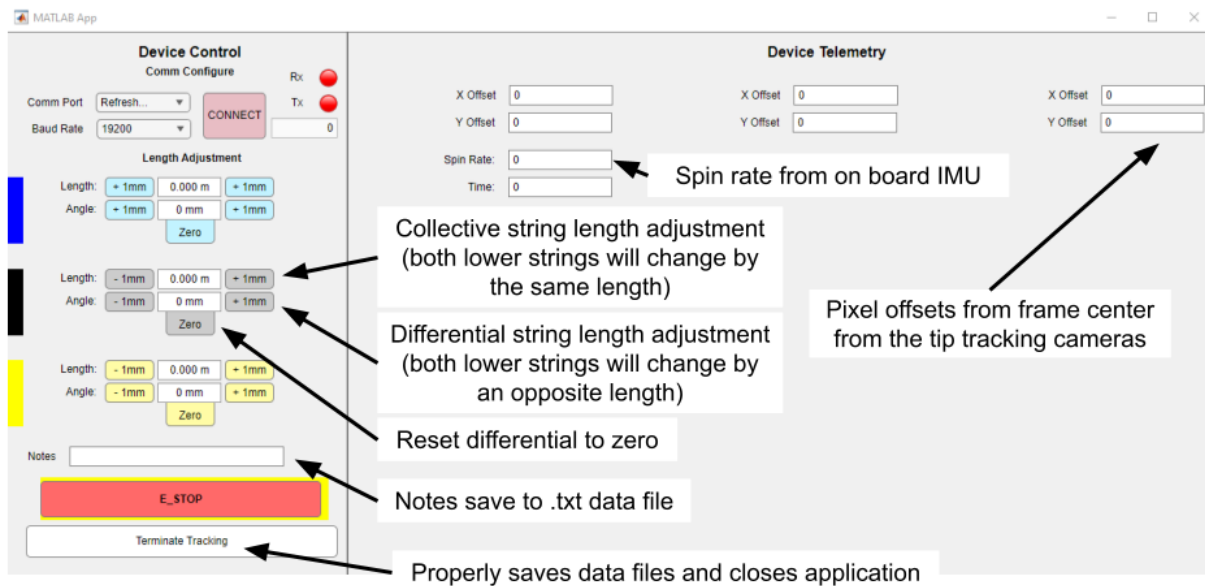 MATLAB App
Device Control
Comm Configure
Rx
Comm Port Refresh... CONNECT Tx
Baud Rate 19200 0
Length Adjustment
Length: + 1mm 0.000 m + 1mm
Angle: + 1mm 0 mm + 1mm
Zero
Length: - 1mm 0.000 m + 1mm
Angle: - 1mm 0 mm + 1mm
Zero
Length: - 1mm 0.000 m + 1mm
Angle: - 1mm 0 mm + 1mm
Zero
Notes
E_STOP
Terminate Tracking
Device Telemetry
X Offset 0 X Offset 0 X Offset 0
Y Offset 0 Y Offset 0 Y Offset 0
Spin Rate: 0
Time: 0
Spin rate from on board IMU
Collective string length adjustment
(both lower strings will change by
the same length)
Differential string length adjustment
(both lower strings will change by
an opposite length)
Pixel offsets from frame center
from the tip tracking cameras
Reset differential to zero
Notes save to .txt data file
Properly saves data files and closes application